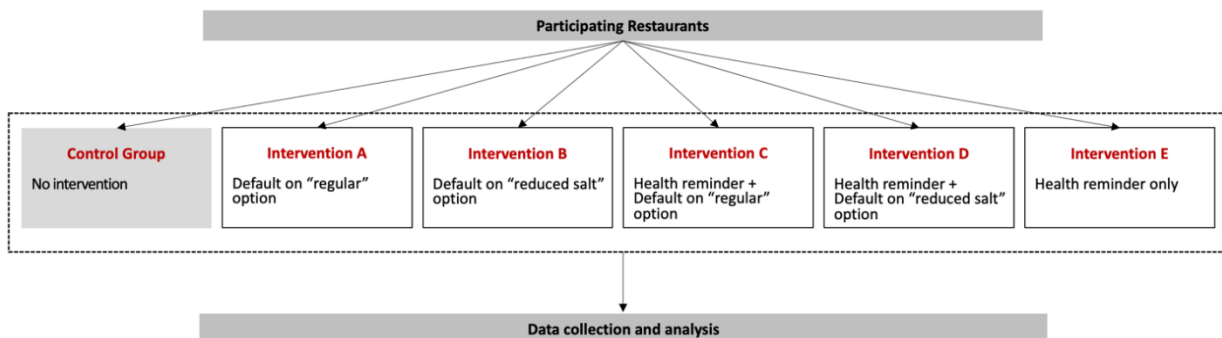 Participating Restaurants
Control Group
No intervention
Intervention A
Default on “regular”
option
Intervention B
Default on “reduced salt”
option
Intervention C
Health reminder +
Default on “regular”
option
Intervention D
Health reminder +
Default on “reduced salt”
option
Intervention E
Health reminder only
Data collection and analysis